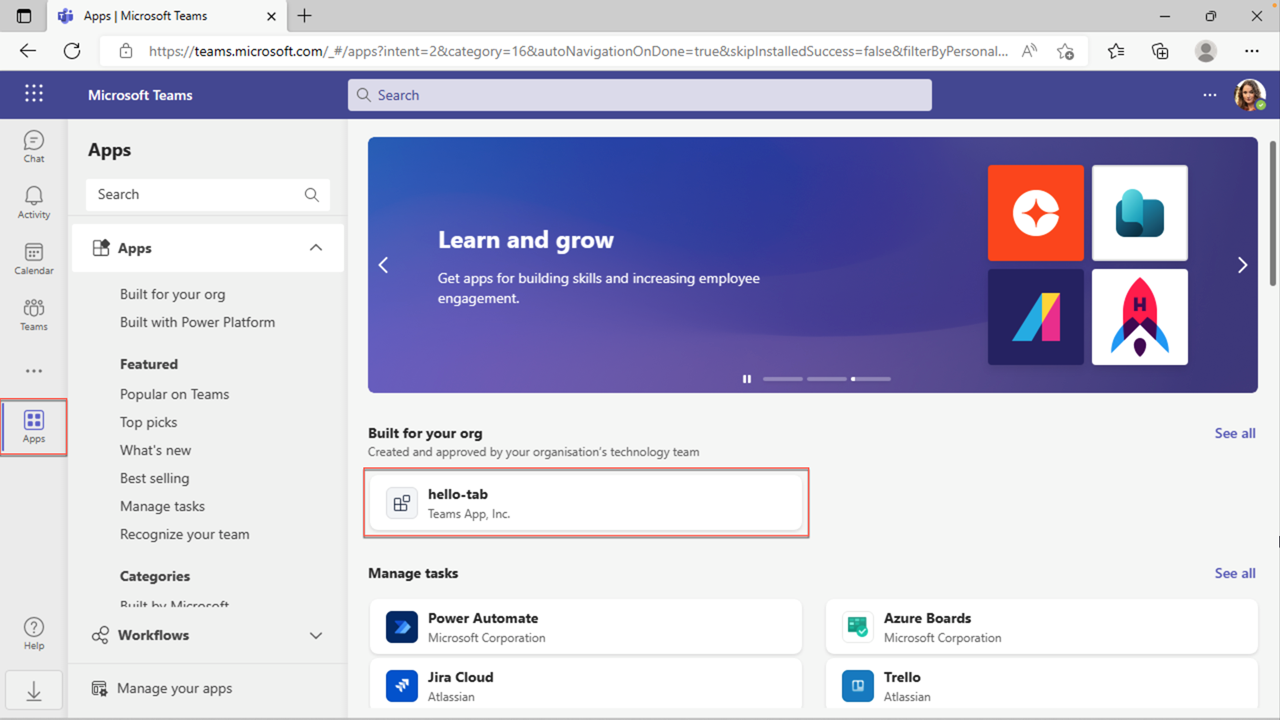 Apps | Microsoft Teams
https://teams.microsoft.com/_#/apps?intent=2&category=16&autoNavigationOnDone=true&skipInstalledSuccess=false&filterByPersonal...
Microsoft Teams
Search
Chat
Activity
Calendar
Teams
Apps
Help
Apps
Search
Apps
Built for your org
Built with Power Platform
Featured
Popular on Teams
Top picks
What's new
Best selling
Manage tasks
Recognize your team
Categories
Built by Microsoft
Workflows
Manage your apps
Learn and grow
Get apps for building skills and increasing employee
engagement.
H
Built for your org
See all
Created and approved by your organisation's technology team
hello-tab
Teams App, Inc.
Manage tasks
See all
Power Automate
Microsoft Corporation
Azure Boards
Microsoft Corporation
Jira Cloud
Atlassian
Trello
Atlassian